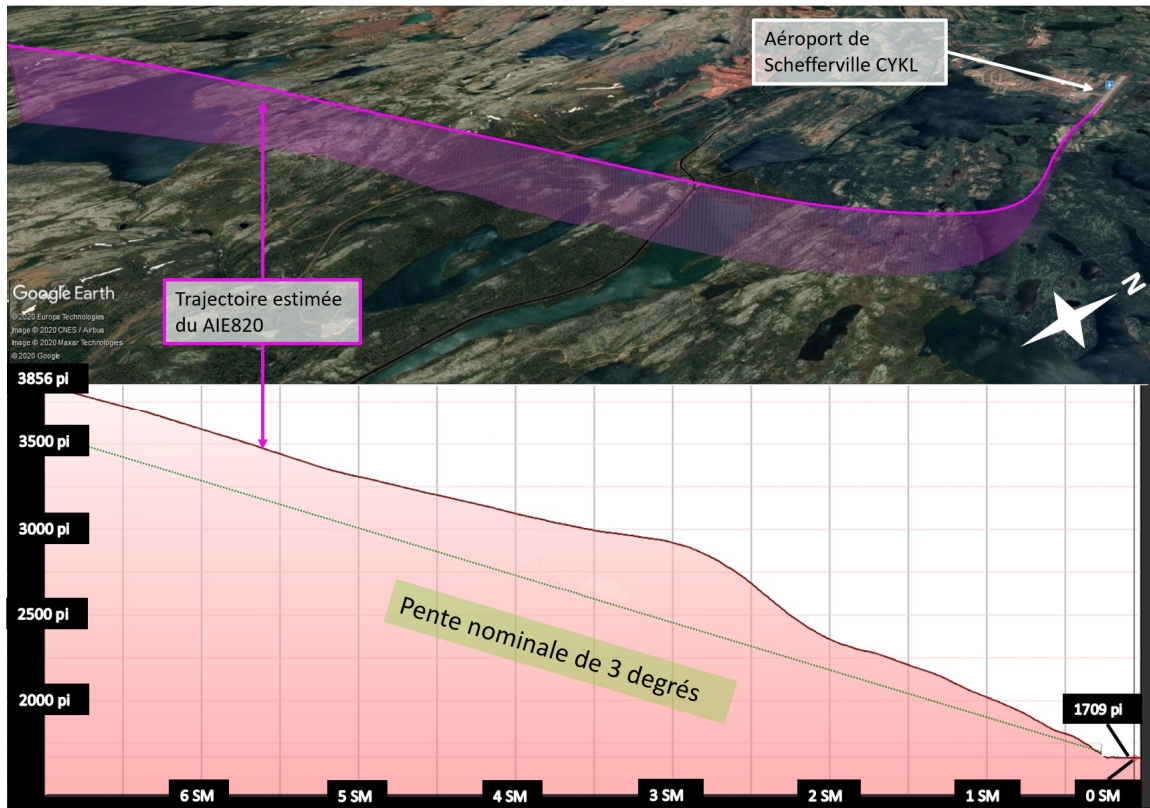 Aéroport de
Schefferville CYKL
N
Trajectoire estimée
du AIE820
Google Earth
© 2020 Europa Technologies
Image © 2020 CNES / Airbus
Image © 2020 Maxar Technologies
© 2020 Google
3856 pi
3500 pi
3000 pi
2500 pi
2000 pi
Pente nominale de 3 degrés
1709 pi
6 SM
5 SM
4 SM
3 SM
2 SM
1 SM
0 SM